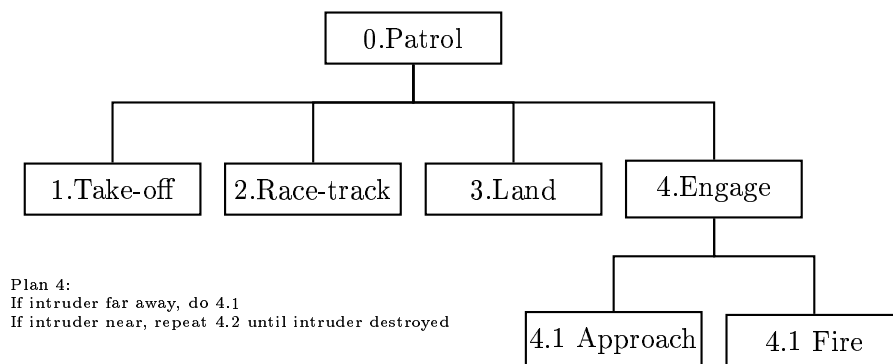 0.Patrol
1.Take-off
2.Race-track
3.Land
4.Engage
Plan 4:
If intruder far away, do 4.1
If intruder near, repeat 4.2 until intruder destroyed
4.1 Approach
4.1 Fire